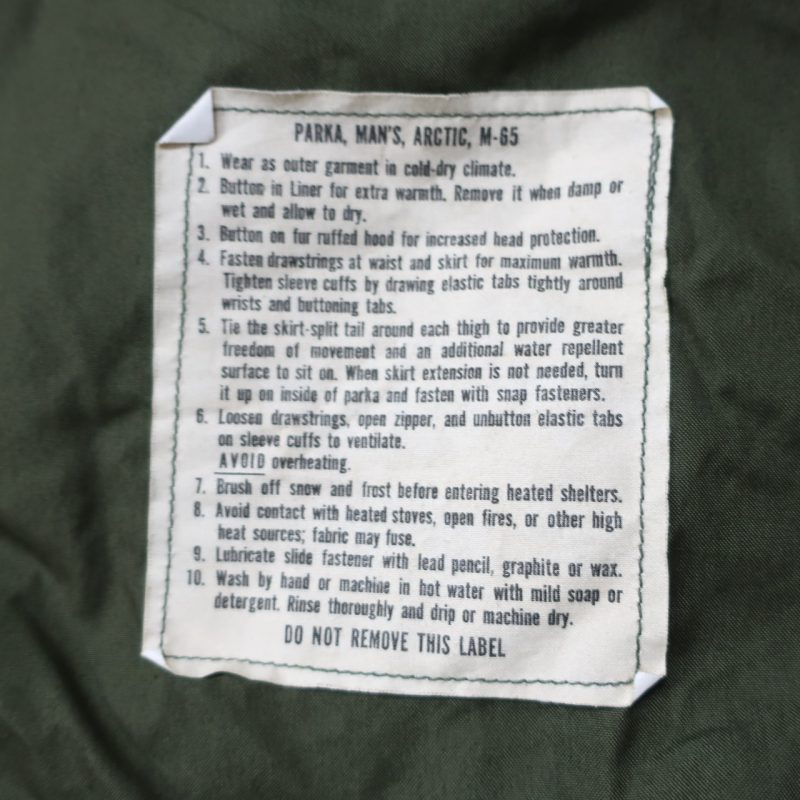 PARKA, MAN'S, ARCTIC, M-65
1. Wear as outer garment in cold-dry climate.
2. Button in Liner for extra warmth. Remove it when damp or
wet and allow to dry.
3. Button on fur ruffed hood for increased head protection.
4. Fasten drawstrings at waist and skirt for maximum warmth.
Tighten sleeve cuffs by drawing elastic tabs tightly around
wrists and buttoning tabs.
5. Tie the skirt-split tail around each thigh to provide greater
freedom of movement and an additional water repellent
surface to sit on. When skirt extension is not needed, turn
it up on inside of parka and fasten with snap fasteners.
6. Loosen drawstrings, open zipper, and unbutton elastic tabs
on sleeve cuffs to ventilate.
AVOID overheating.
7. Brush off snow and frost before entering heated shelters.
8. Avoid contact with heated stoves, open fires, or other high
heat sources; fabric may fuse.
9. Lubricate slide fastener with lead pencil, graphite or wax.
10. Wash by hand or machine in hot water with mild soap or
detergent. Rinse thoroughly and drip or machine dry.
DO NOT REMOVE THIS LABEL